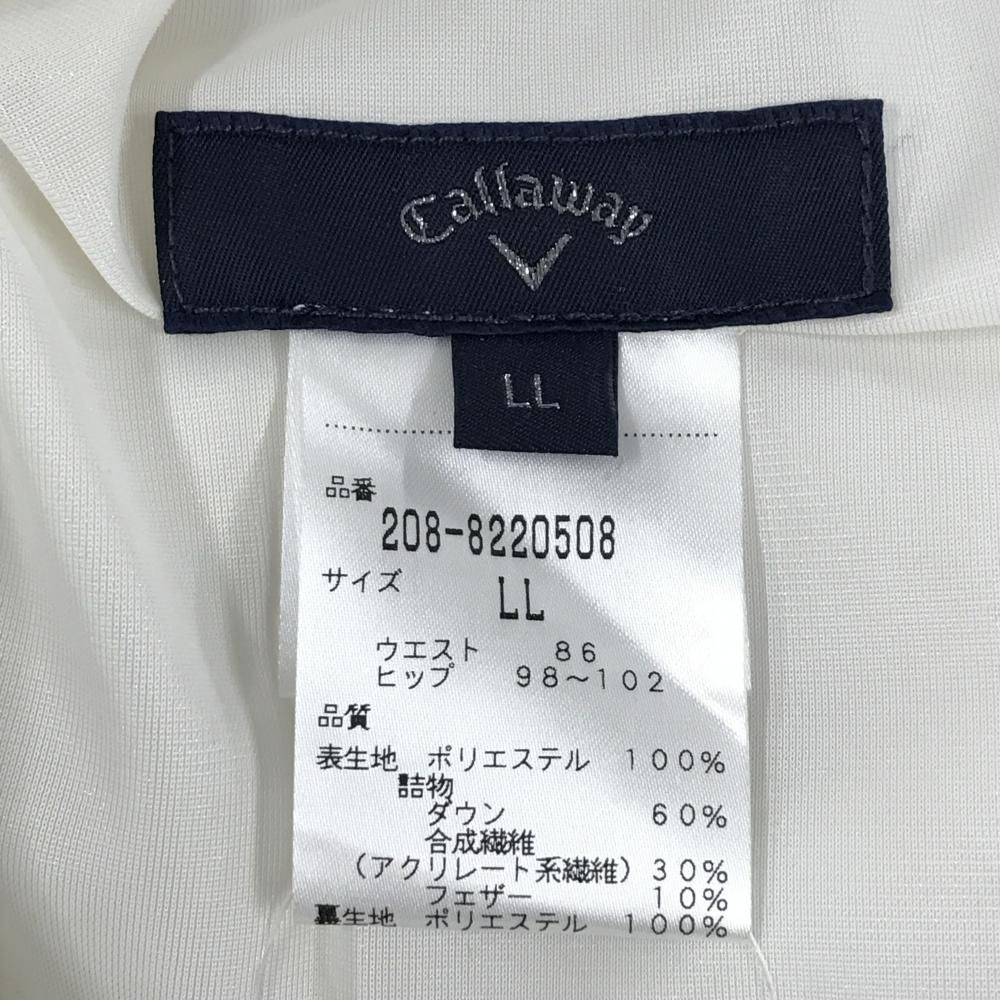 Callaway
LL
品番
208-8220508
サイズ
LL
ウエスト 86
ヒップ 98〜102
品質
表生地 ポリエステル 100%
詰物
ダウン 60%
合成繊維
(アクリレート系繊維) 30%
フェザー 10%
裏生地 ポリエステル 100%